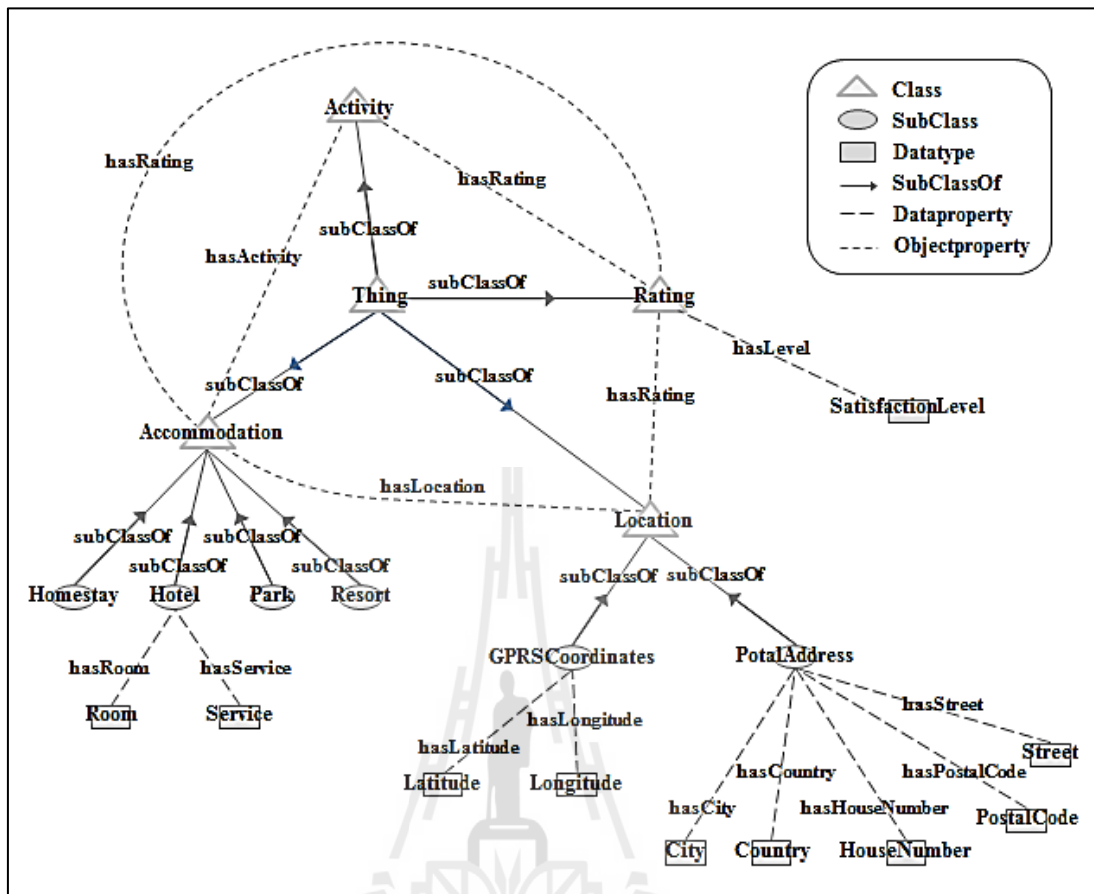 Activity
Class
SubClass
Datatype
SubClassOf
Dataproperty
Objectproperty
hasRating
hasRating
subClassOf
hasActivity
subClassOf
Thing
Rating
hasLevel
subClassOf
subClassOf
hasRating
SatisfactionLevel
Accommodation
hasLocation
Location
subClassOf
subClassOf
subClassOf
subClassOf
subClassOf
subClassOf
Homestay
Hotel
Park
Resort
GPRSCoordinates
PotalAddress
hasRoom
hasService
hasStreet
Room
Service
hasLongitude
hasLatitude
Street
hasCountry
hasPostalCode
Latitude
Longitude
hasCity
hasHouseNumber
PostalCode
City
Country
HouseNumber